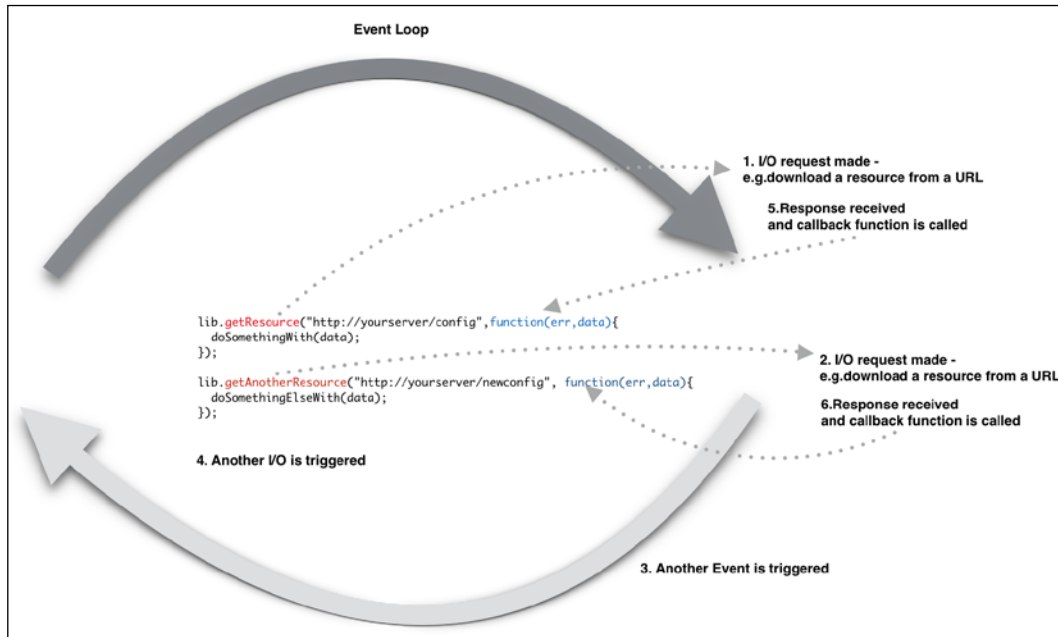 Event Loop
1. I/O request made -
e.g.download a resource from a URL
5.Response received
and callback function is called
lib.getResource("http://yourserver/config",function(err,data){
  doSomethingWith(data);
});
lib.getAnotherResource("http://yourserver/newconfig", function(err,data){
  doSomethingElseWith(data);
});
2. I/O request made -
e.g.download a resource from a URL
6.Response received
and callback function is called
4. Another I/O is triggered
3. Another Event is triggered